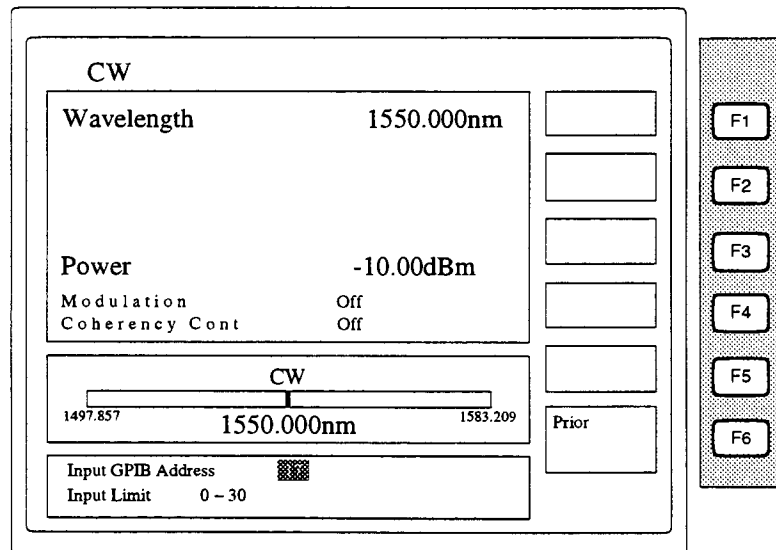 CW
Wavelength 1550.000nm
Power -10.00dBm
Modulation Off
Coherency Cont Off
CW
1497.857 1583.209
1550.000nm
Input GPIB Address
Input Limit 0 – 30
Prior
F1
F2
F3
F4
F5
F6